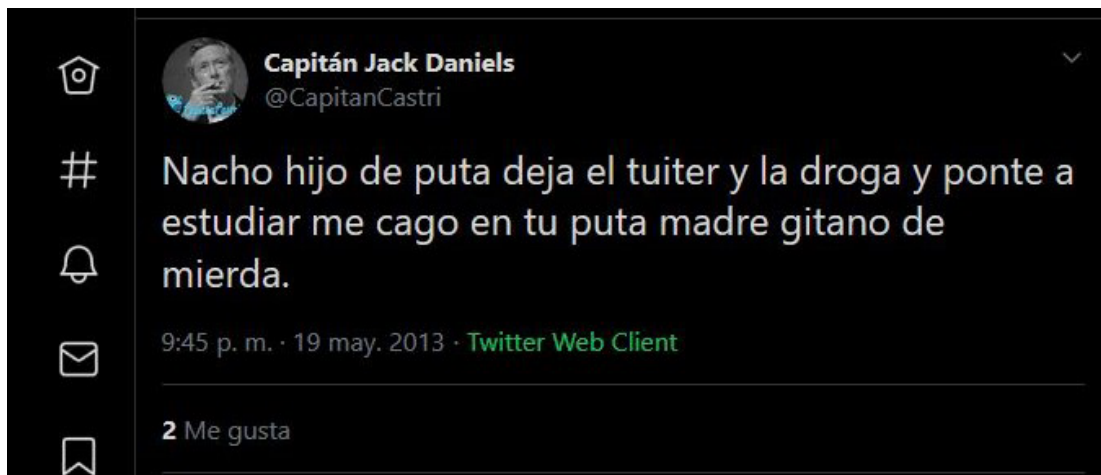 Capitán Jack Daniels
@CapitanCastri
Nacho hijo de puta deja el tuiter y la droga y ponte a
estudiar me cago en tu puta madre gitano de
mierda.
9:45 p. m. · 19 may. 2013 · Twitter Web Client
2 Me gusta